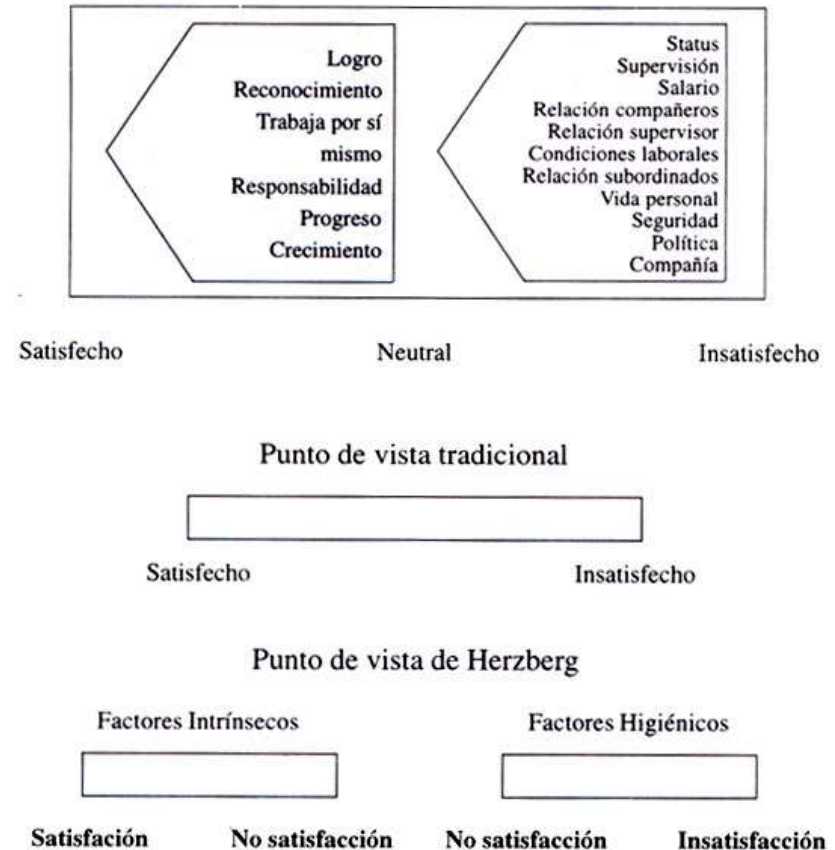 Logro
Reconocimiento
Trabaja por sí
mismo
Responsabilidad
Progreso
Crecimiento
Status
Supervisión
Salario
Relación compañeros
Relación supervisor
Condiciones laborales
Relación subordinados
Vida personal
Seguridad
Política
Compañía
Satisfecho Neutral Insatisfecho
Punto de vista tradicional
Satisfecho Insatisfecho
Punto de vista de Herzberg
Factores Intrínsecos Factores Higiénicos
Satisfación No satisfacción No satisfacción Insatisfacción